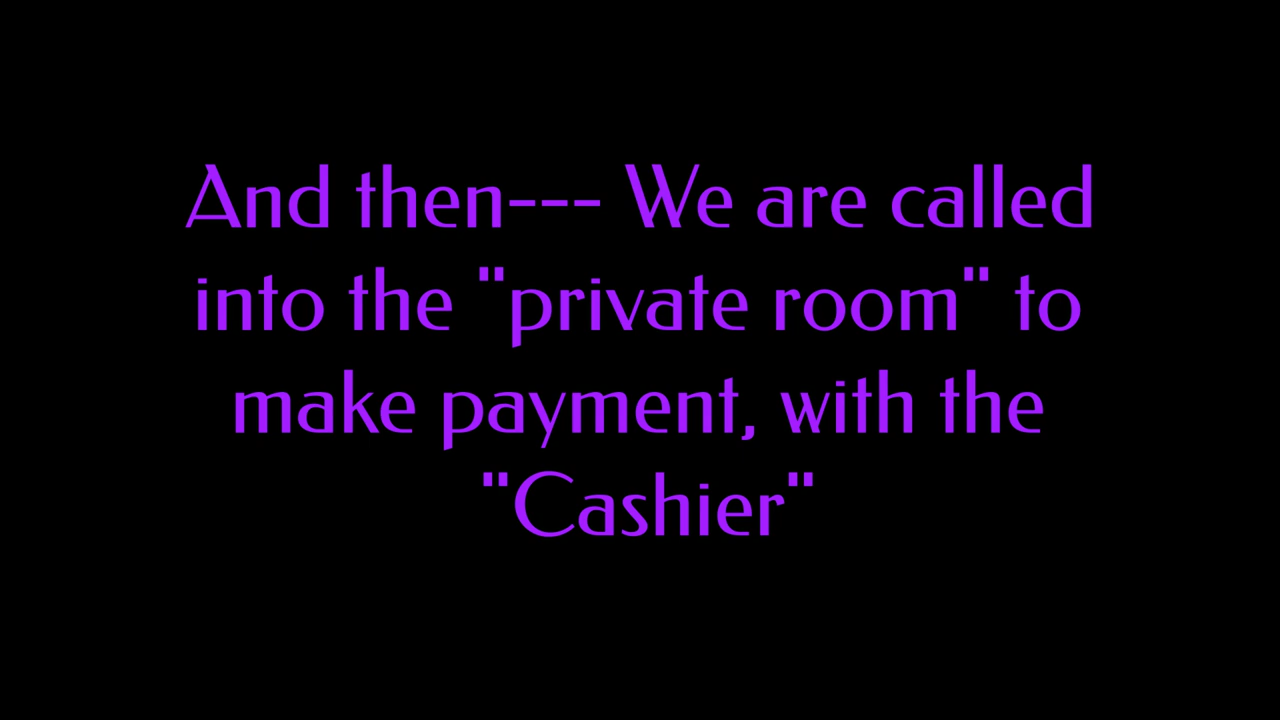 And then--- We are called
into the "private room" to
make payment, with the
"Cashier"